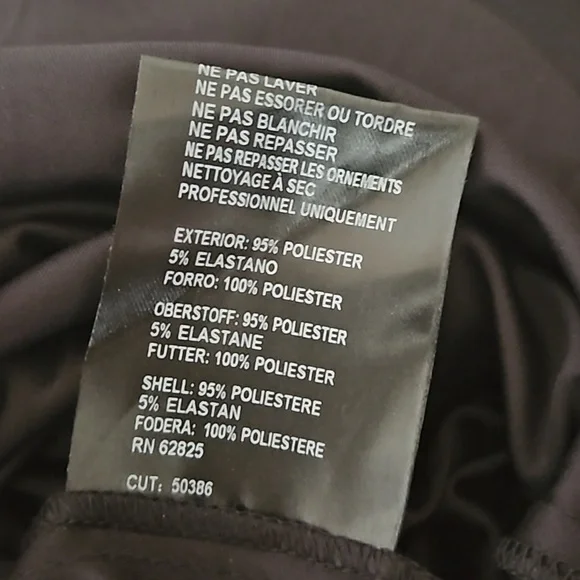 NE PAS LAVER
NE PAS ESSORER OU TORDRE
NE PAS BLANCHIR
NE PAS REPASSER
NE PAS REPASSER LES ORNEMENTS
NETTOYAGE À SEC
PROFESSIONNEL UNIQUEMENT
EXTERIOR: 95% POLIESTER
5% ELASTANO
FORRO: 100% POLIESTER
OBERSTOFF: 95% POLIESTER
5% ELASTANE
FUTTER: 100% POLIESTER
SHELL: 95% POLIESTERE
5% ELASTAN
FODERA: 100% POLIESTERE
RN 62825
CUT: 50386